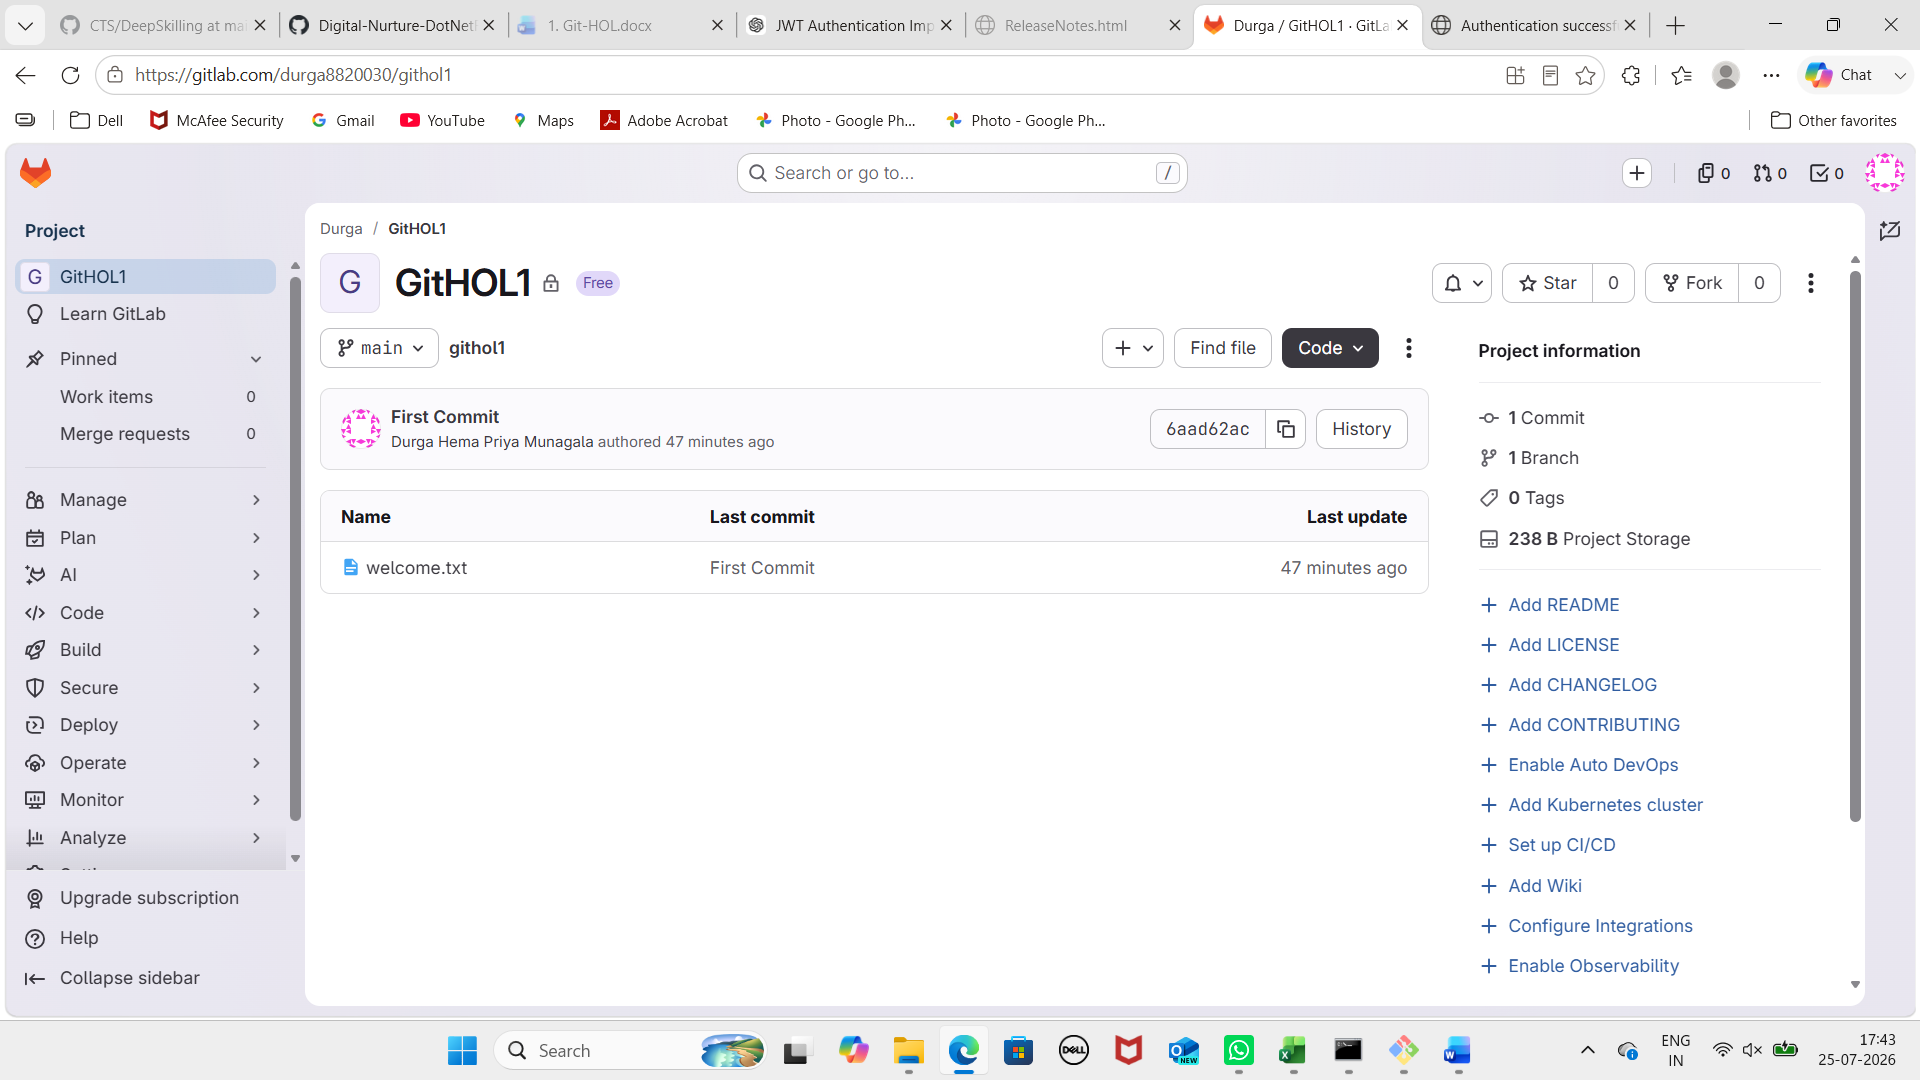 CTS/DeepSkilling at mai
Digital-Nurture-DotNetF
1. Git-HOL.docx
JWT Authentication Imp
ReleaseNotes.html
Durga / GitHOL1 · GitLa
Authentication successfu
https://gitlab.com/durga8820030/githol1
Chat
Dell
McAfee Security
Gmail
YouTube
Maps
Adobe Acrobat
Photo - Google Ph...
Photo - Google Ph...
Other favorites
Search or go to...
/
0
0
0
Project
G GitHOL1
Learn GitLab
Pinned
Work items 0
Merge requests 0
Manage
Plan
AI
Code
Build
Secure
Deploy
Operate
Monitor
Analyze
Upgrade subscription
Help
Collapse sidebar
Durga / GitHOL1
G GitHOL1 Free
Star 0
Fork 0
main
githol1
Find file
Code
First Commit
Durga Hema Priya Munagala authored 47 minutes ago
6aad62ac
History
Name Last commit Last update
welcome.txt First Commit 47 minutes ago
Project information
1 Commit
1 Branch
0 Tags
238 B Project Storage
Add README
Add LICENSE
Add CHANGELOG
Add CONTRIBUTING
Enable Auto DevOps
Add Kubernetes cluster
Set up CI/CD
Add Wiki
Configure Integrations
Enable Observability
Search
DELL
NEW
ENG
IN
17:43
25-07-2026